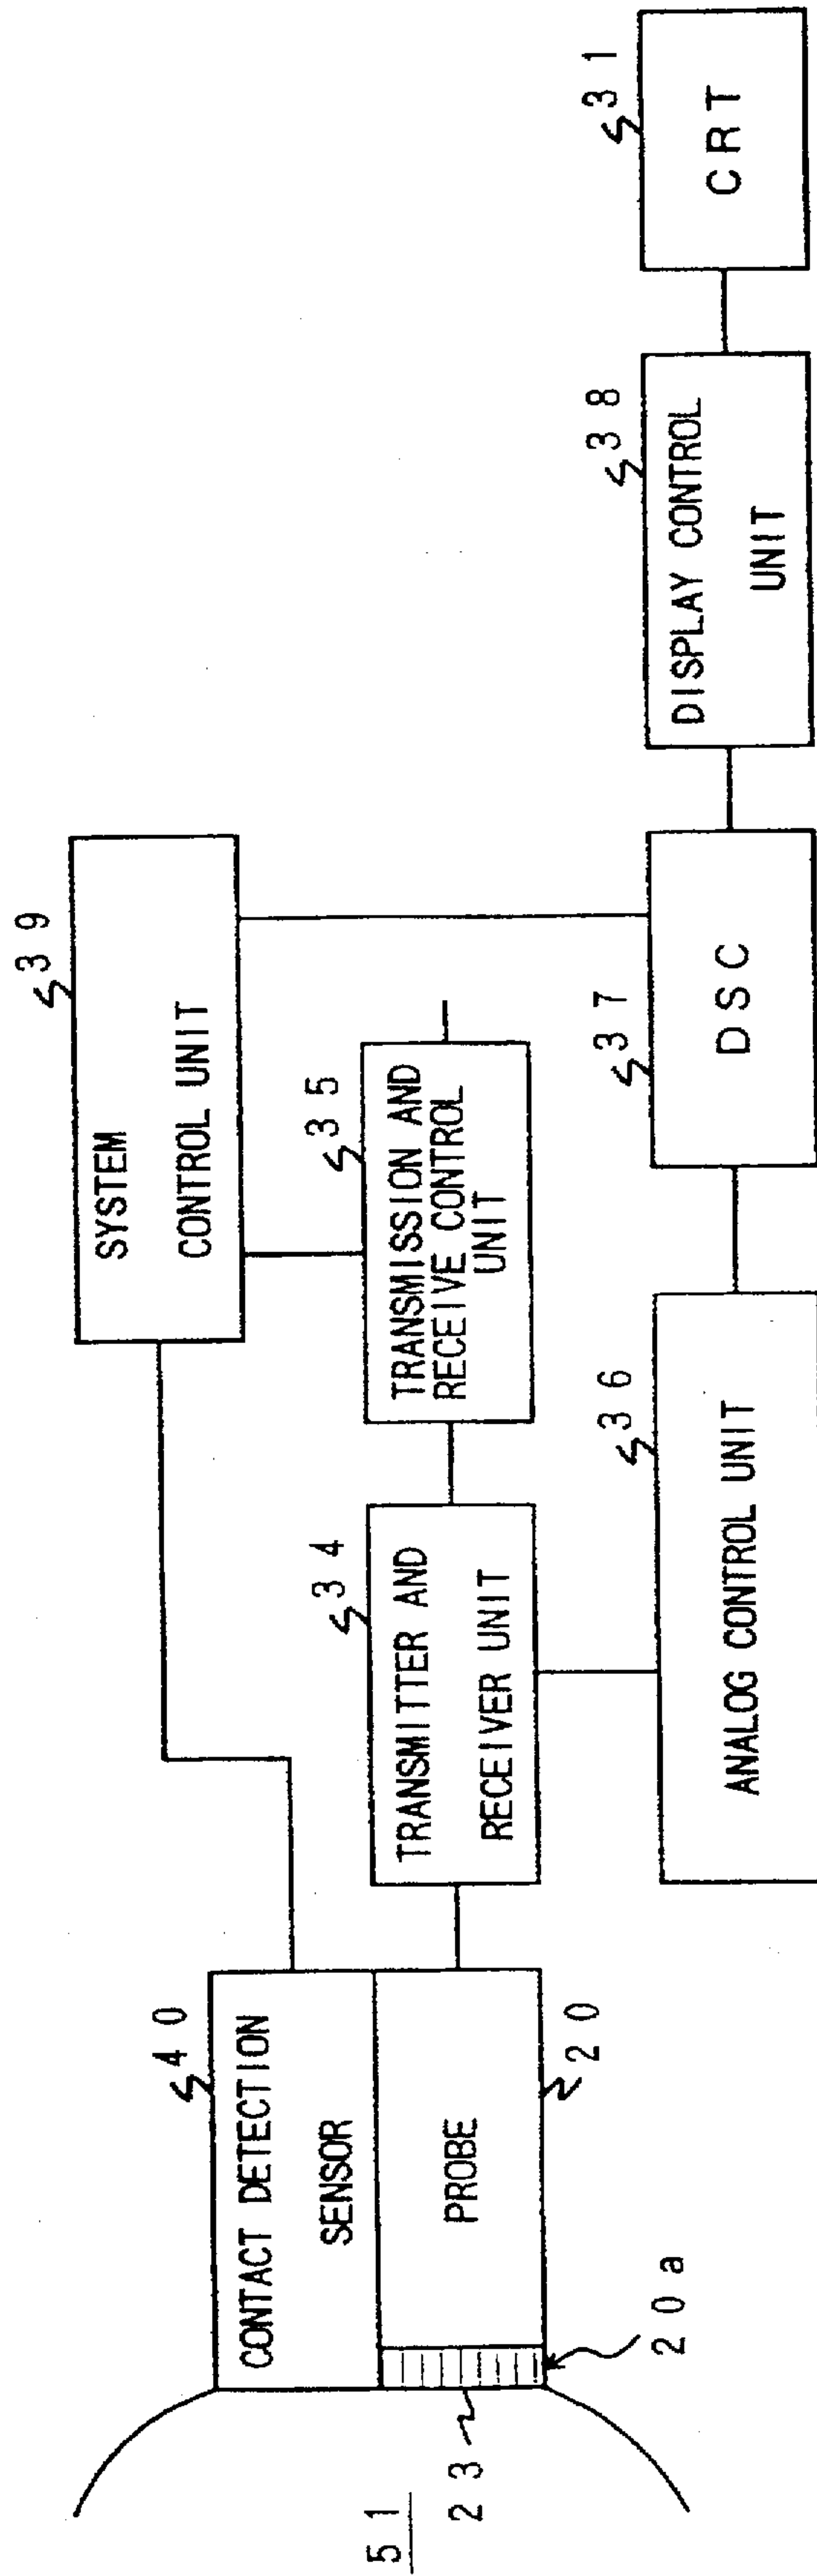 39
SYSTEM
CONTROL UNIT
40
CONTACT DETECTION
SENSOR
PROBE
20
20a
23
51
34
TRANSMITTER AND
RECEIVER UNIT
35
TRANSMISSION AND
RECEIVE CONTROL
UNIT
36
ANALOG CONTROL UNIT
37
DSC
38
DISPLAY CONTROL
UNIT
31
CRT